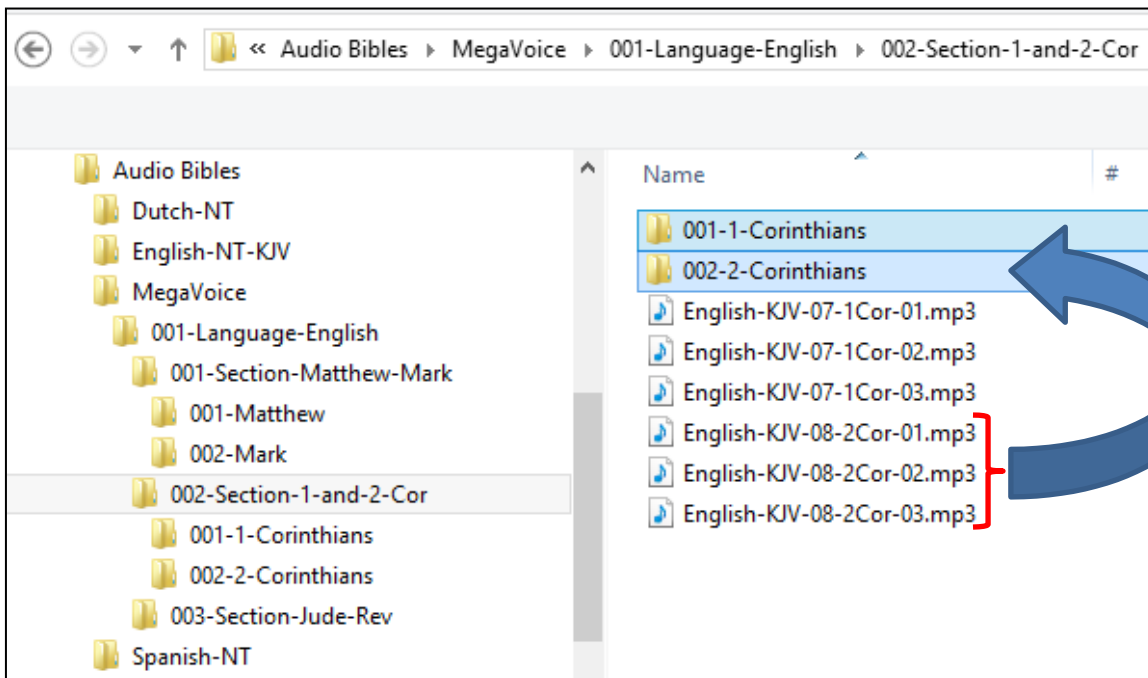 « Audio Bibles MegaVoice 001-Language-English 002-Section-1-and-2-Cor
Audio Bibles
Dutch-NT
English-NT-KJV
MegaVoice
001-Language-English
001-Section-Matthew-Mark
001-Matthew
002-Mark
002-Section-1-and-2-Cor
001-1-Corinthians
002-2-Corinthians
003-Section-Jude-Rev
Spanish-NT
Name #
001-1-Corinthians
002-2-Corinthians
English-KJV-07-1Cor-01.mp3
English-KJV-07-1Cor-02.mp3
English-KJV-07-1Cor-03.mp3
English-KJV-08-2Cor-01.mp3
English-KJV-08-2Cor-02.mp3
English-KJV-08-2Cor-03.mp3